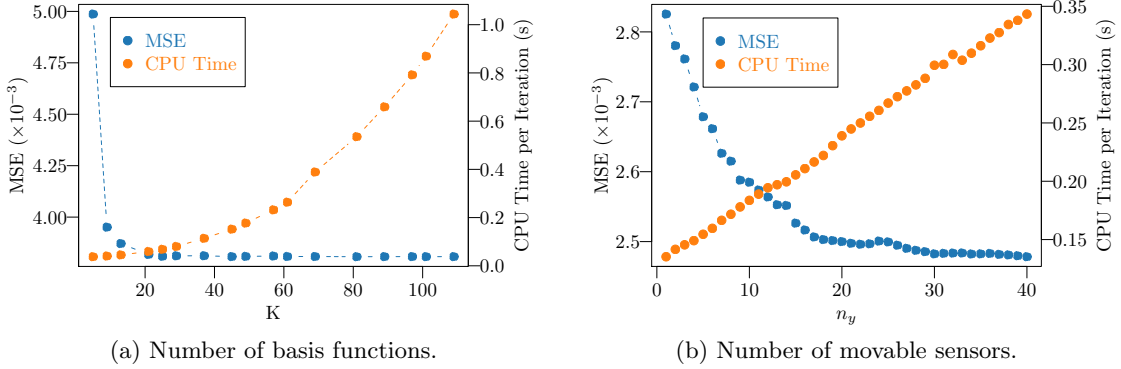 5.00
4.75
4.50
4.25
4.00
MSE (×10⁻³)
MSE
CPU Time
1.0
0.8
0.6
0.4
0.2
0.0
CPU Time per Iteration (s)
20 40 60 80 100
K
(a) Number of basis functions.
2.8
2.7
2.6
2.5
MSE (×10⁻³)
MSE
CPU Time
0.35
0.30
0.25
0.20
0.15
CPU Time per Iteration (s)
0 10 20 30 40
n_y
(b) Number of movable sensors.